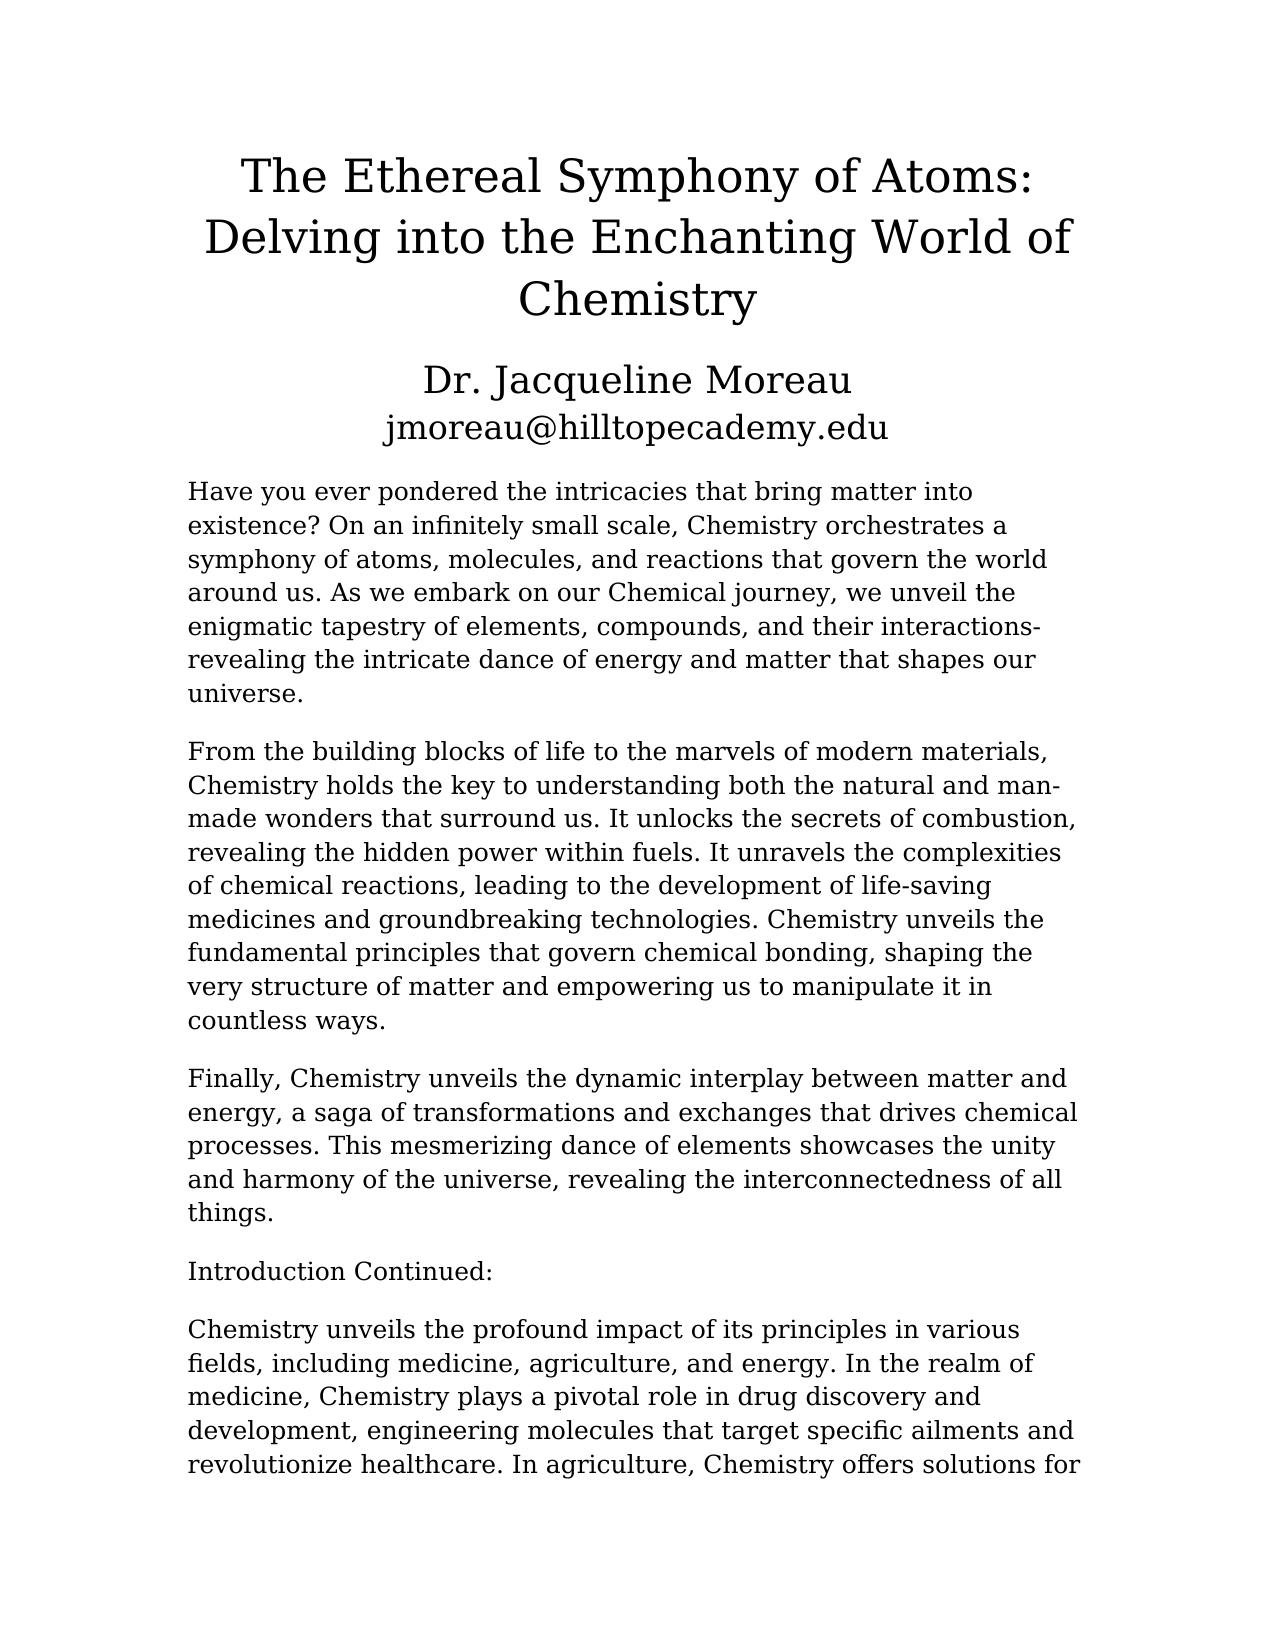 The Ethereal Symphony of Atoms:
Delving into the Enchanting World of
Chemistry
Dr. Jacqueline Moreau
jmoreau@hilltopecademy.edu
Have you ever pondered the intricacies that bring matter into
existence? On an infinitely small scale, Chemistry orchestrates a
symphony of atoms, molecules, and reactions that govern the world
around us. As we embark on our Chemical journey, we unveil the
enigmatic tapestry of elements, compounds, and their interactions-
revealing the intricate dance of energy and matter that shapes our
universe.
From the building blocks of life to the marvels of modern materials,
Chemistry holds the key to understanding both the natural and man-
made wonders that surround us. It unlocks the secrets of combustion,
revealing the hidden power within fuels. It unravels the complexities
of chemical reactions, leading to the development of life-saving
medicines and groundbreaking technologies. Chemistry unveils the
fundamental principles that govern chemical bonding, shaping the
very structure of matter and empowering us to manipulate it in
countless ways.
Finally, Chemistry unveils the dynamic interplay between matter and
energy, a saga of transformations and exchanges that drives chemical
processes. This mesmerizing dance of elements showcases the unity
and harmony of the universe, revealing the interconnectedness of all
things.
Introduction Continued:
Chemistry unveils the profound impact of its principles in various
fields, including medicine, agriculture, and energy. In the realm of
medicine, Chemistry plays a pivotal role in drug discovery and
development, engineering molecules that target specific ailments and
revolutionize healthcare. In agriculture, Chemistry offers solutions for